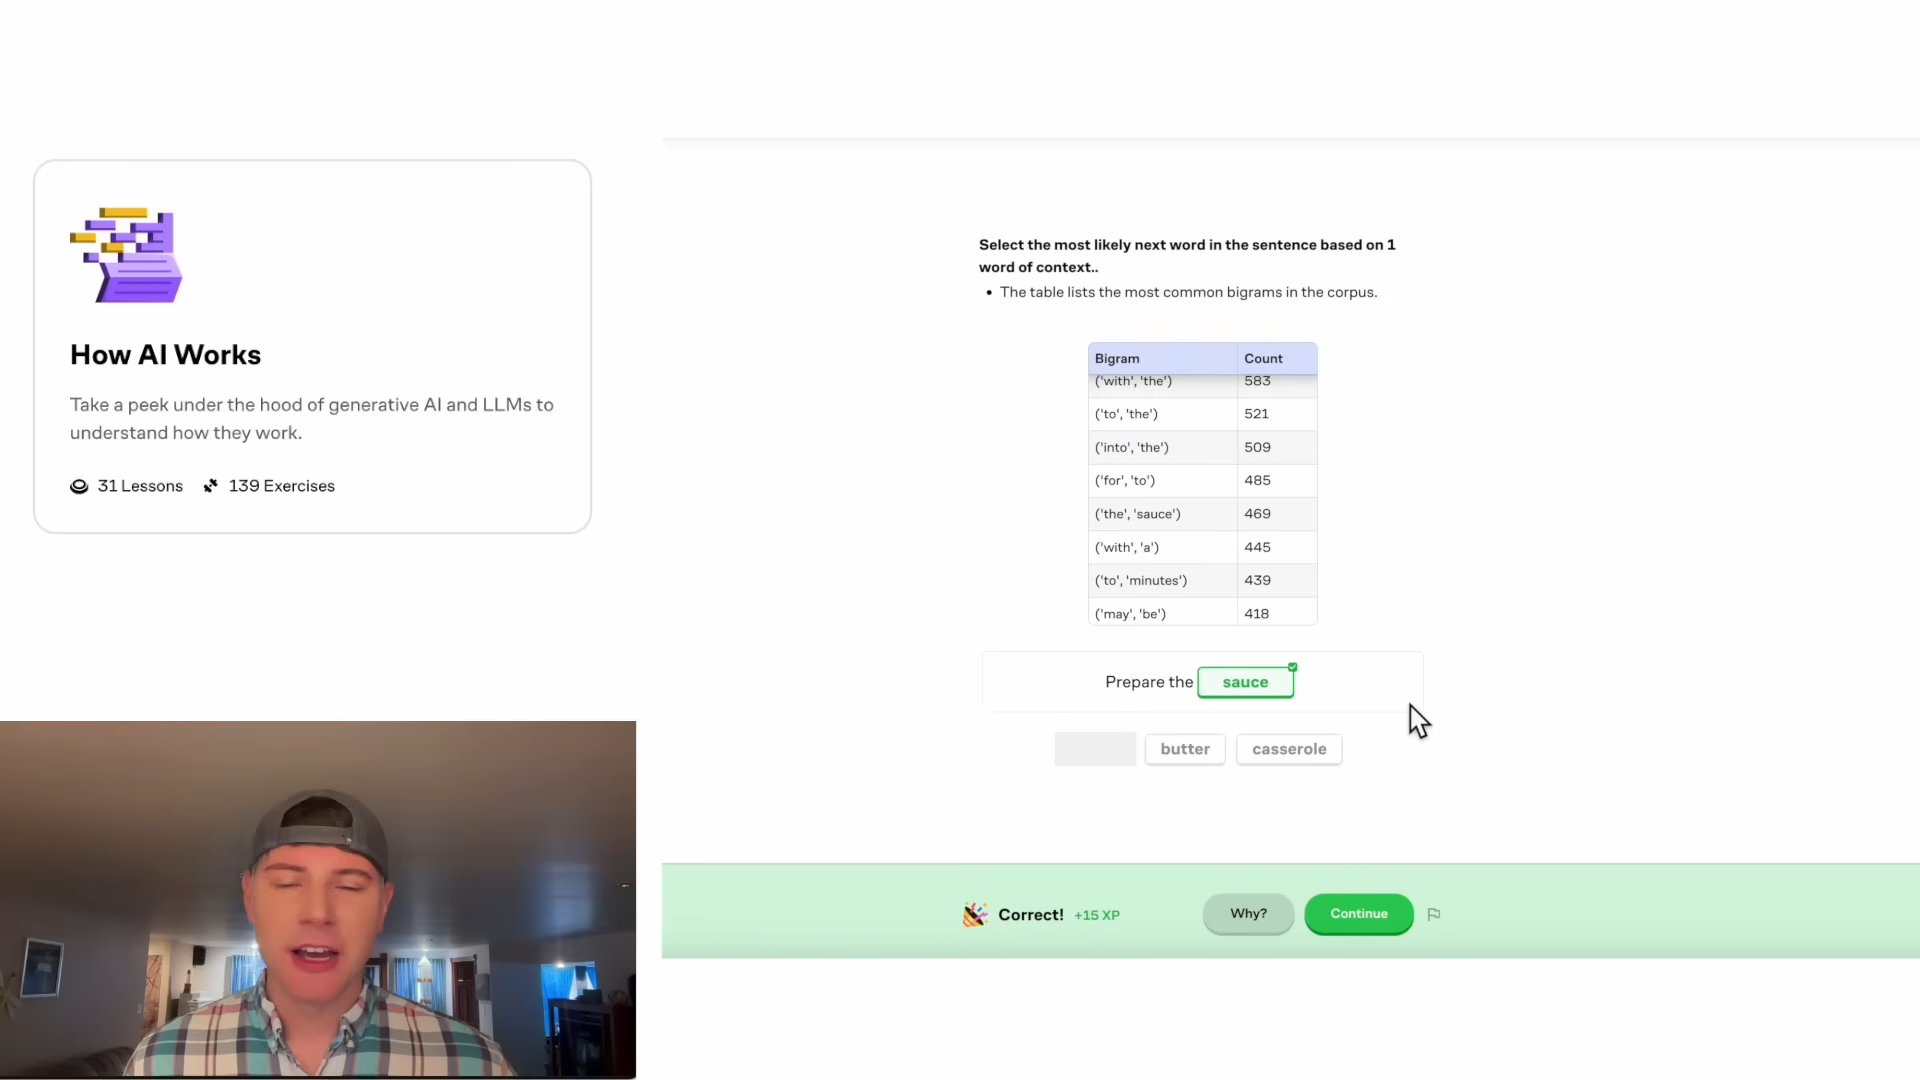 How AI Works
Take a peek under the hood of generative AI and LLMs to
understand how they work.
31 Lessons 139 Exercises
Select the most likely next word in the sentence based on 1
word of context..
• The table lists the most common bigrams in the corpus.
Bigram Count
('with', 'the') 583
('to', 'the') 521
('into', 'the') 509
('for', 'to') 485
('the', 'sauce') 469
('with', 'a') 445
('to', 'minutes') 439
('may', 'be') 418
Prepare the sauce
butter casserole
Correct! +15 XP Why? Continue